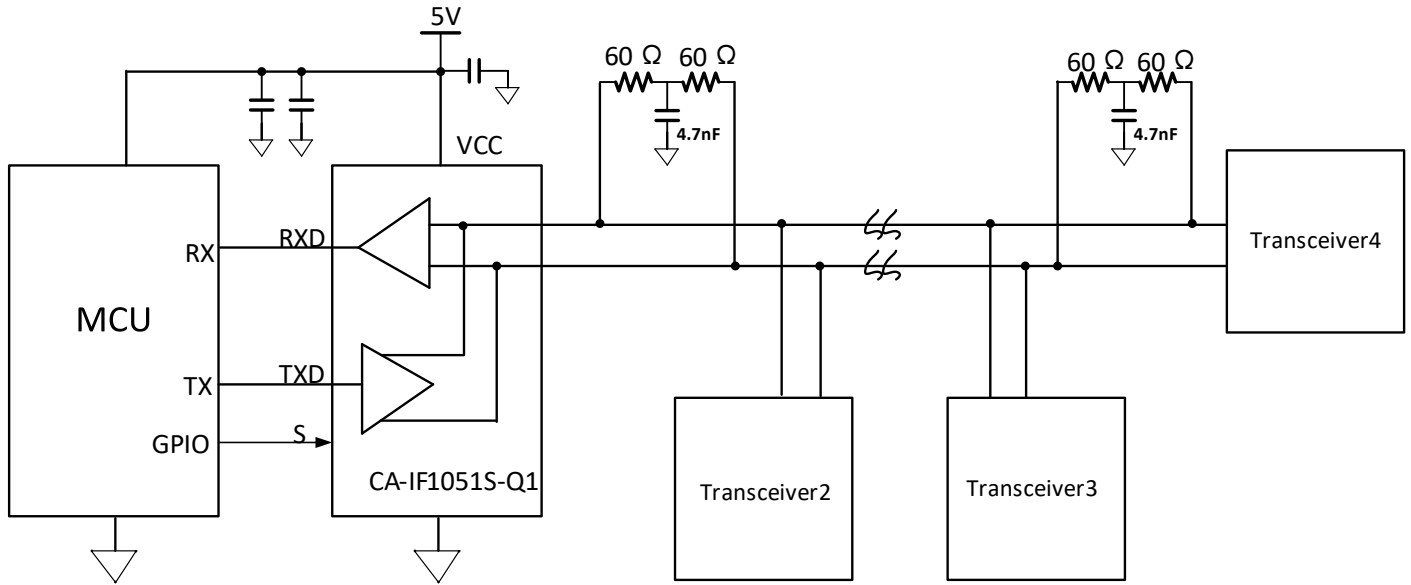 5V
60 Ω 60 Ω
60 Ω 60 Ω
4.7nF
4.7nF
VCC
RX
RXD
Transceiver4
MCU
TX
TXD
GPIO
S
CA-IF1051S-Q1
Transceiver2
Transceiver3